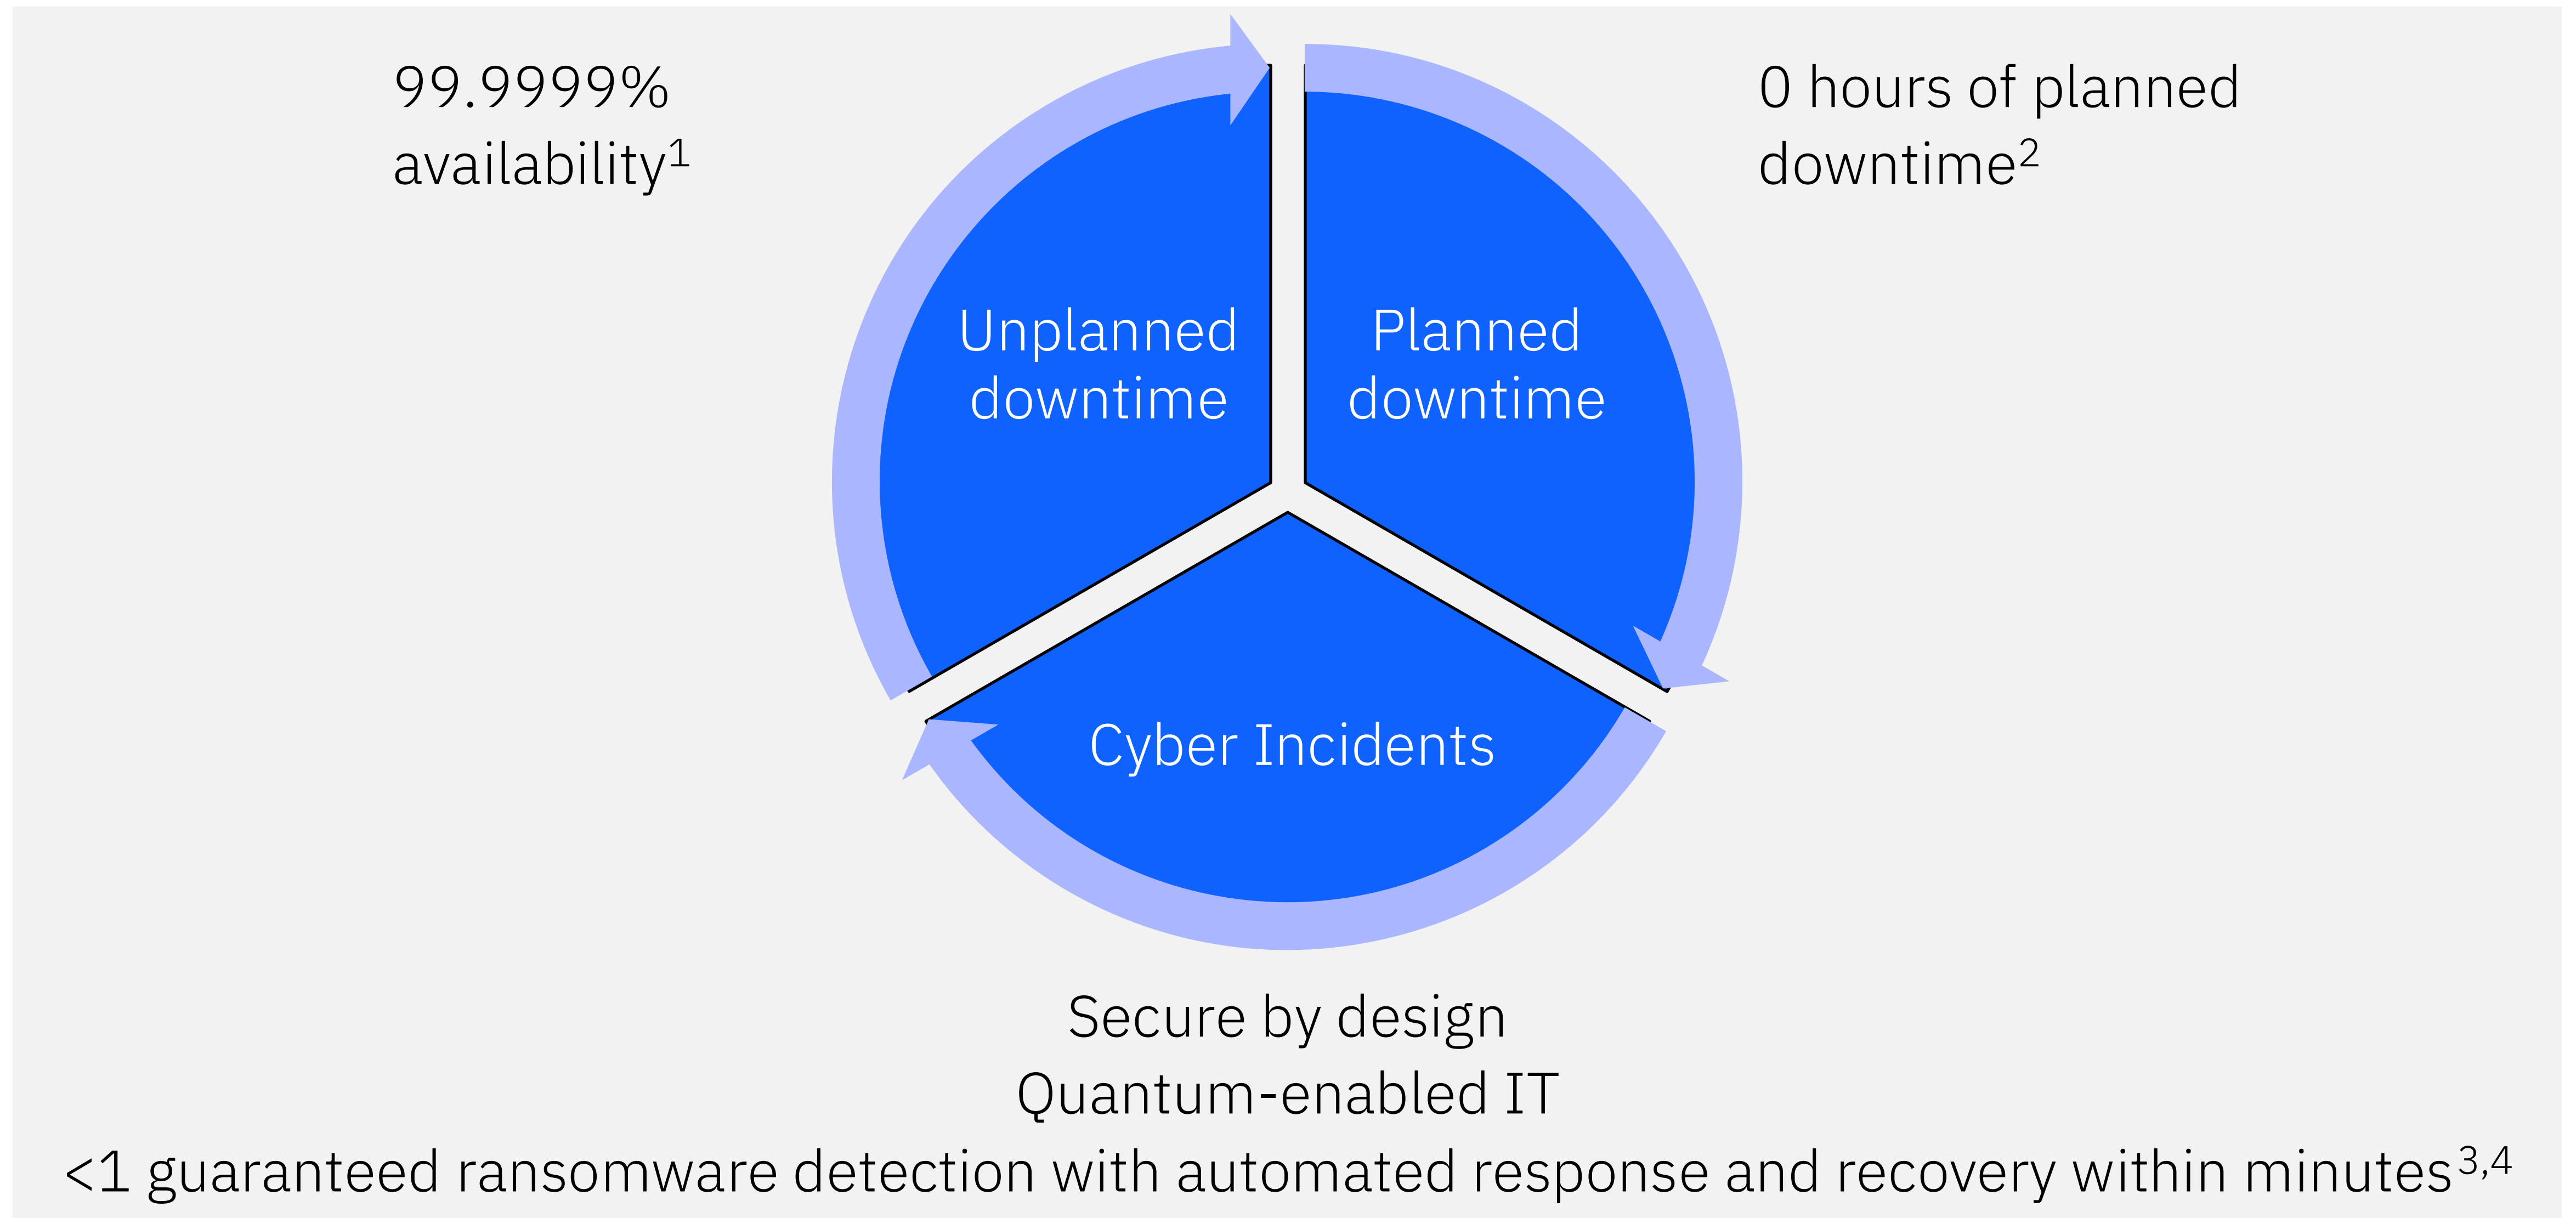 99.9999%
availability1
0 hours of planned
downtime2
Unplanned
downtime
Planned
downtime
Cyber Incidents
Secure by design
Quantum-enabled IT
<1 guaranteed ransomware detection with automated response and recovery within minutes3,4